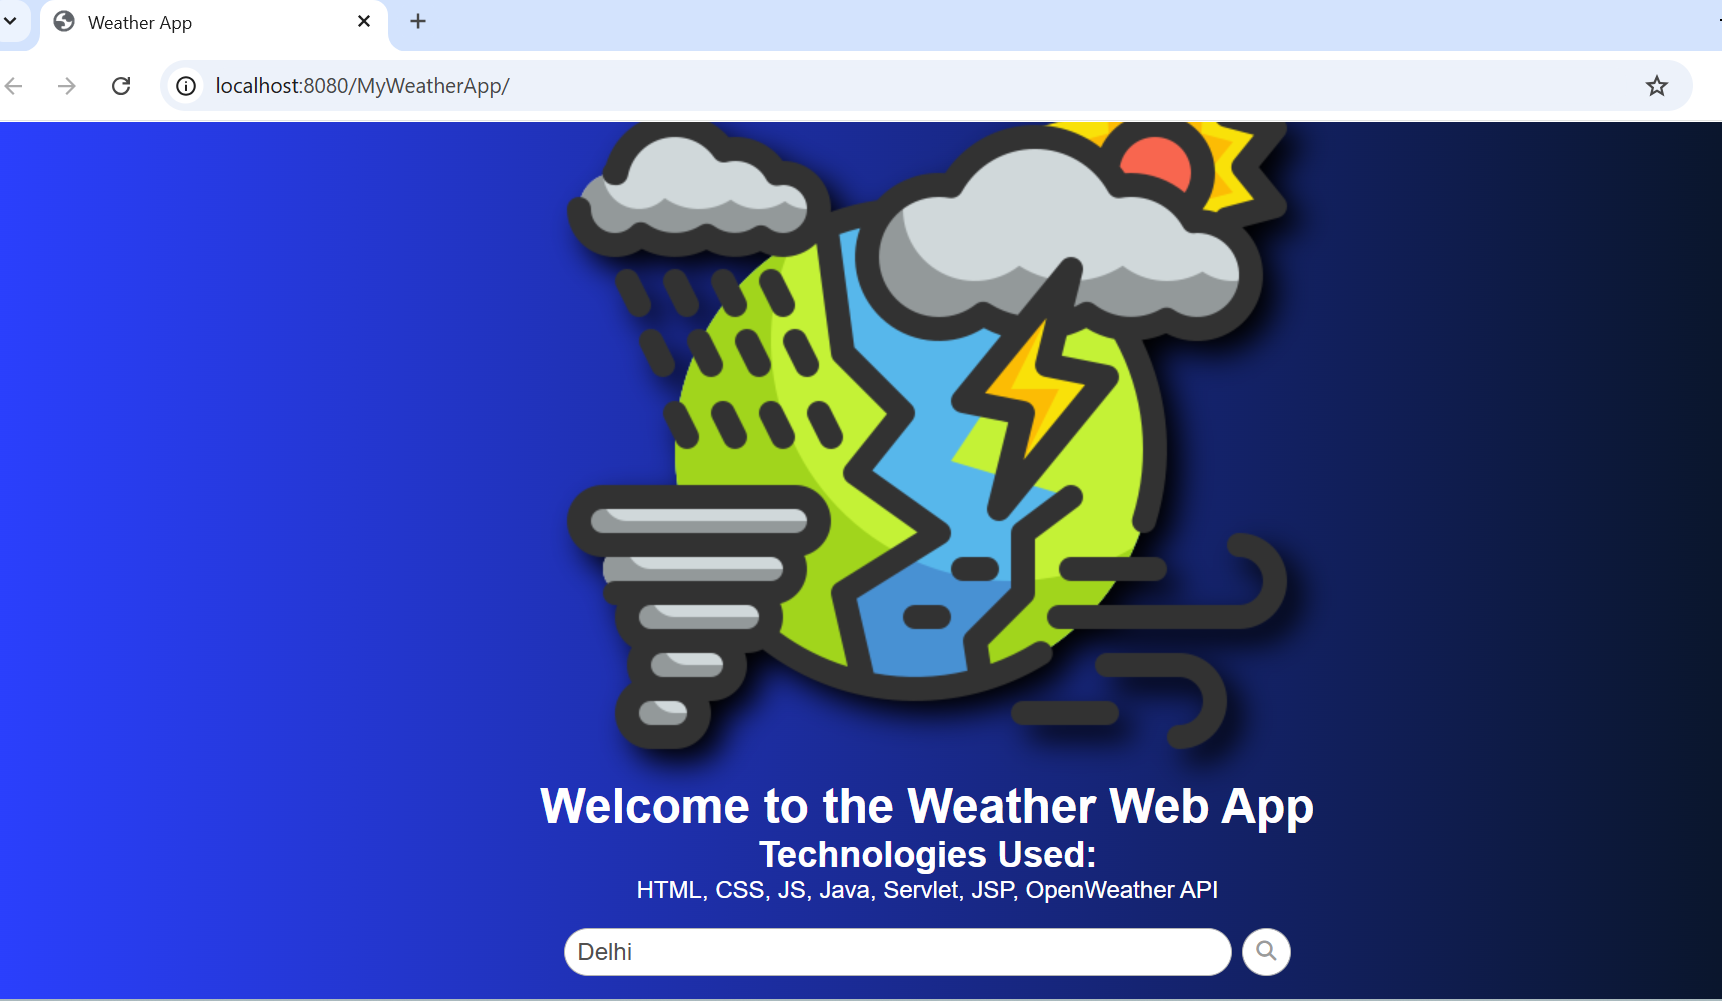 Weather App
localhost:8080/MyWeatherApp/
Welcome to the Weather Web App
Technologies Used:
HTML, CSS, JS, Java, Servlet, JSP, OpenWeather API
Delhi